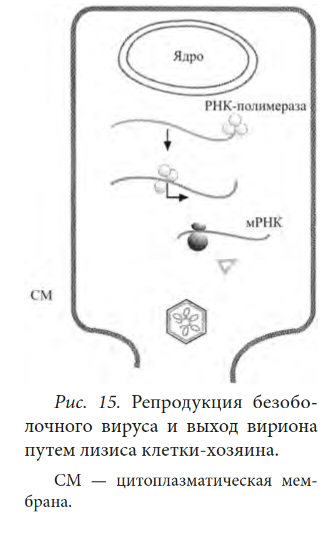 Ядро
РНК-полимераза
мРНК
СМ
Рис. 15. Репродукция безобо-
лочного вируса и выход вириона
путем лизиса клетки-хозяина.
СМ — цитоплазматическая мем-
брана.